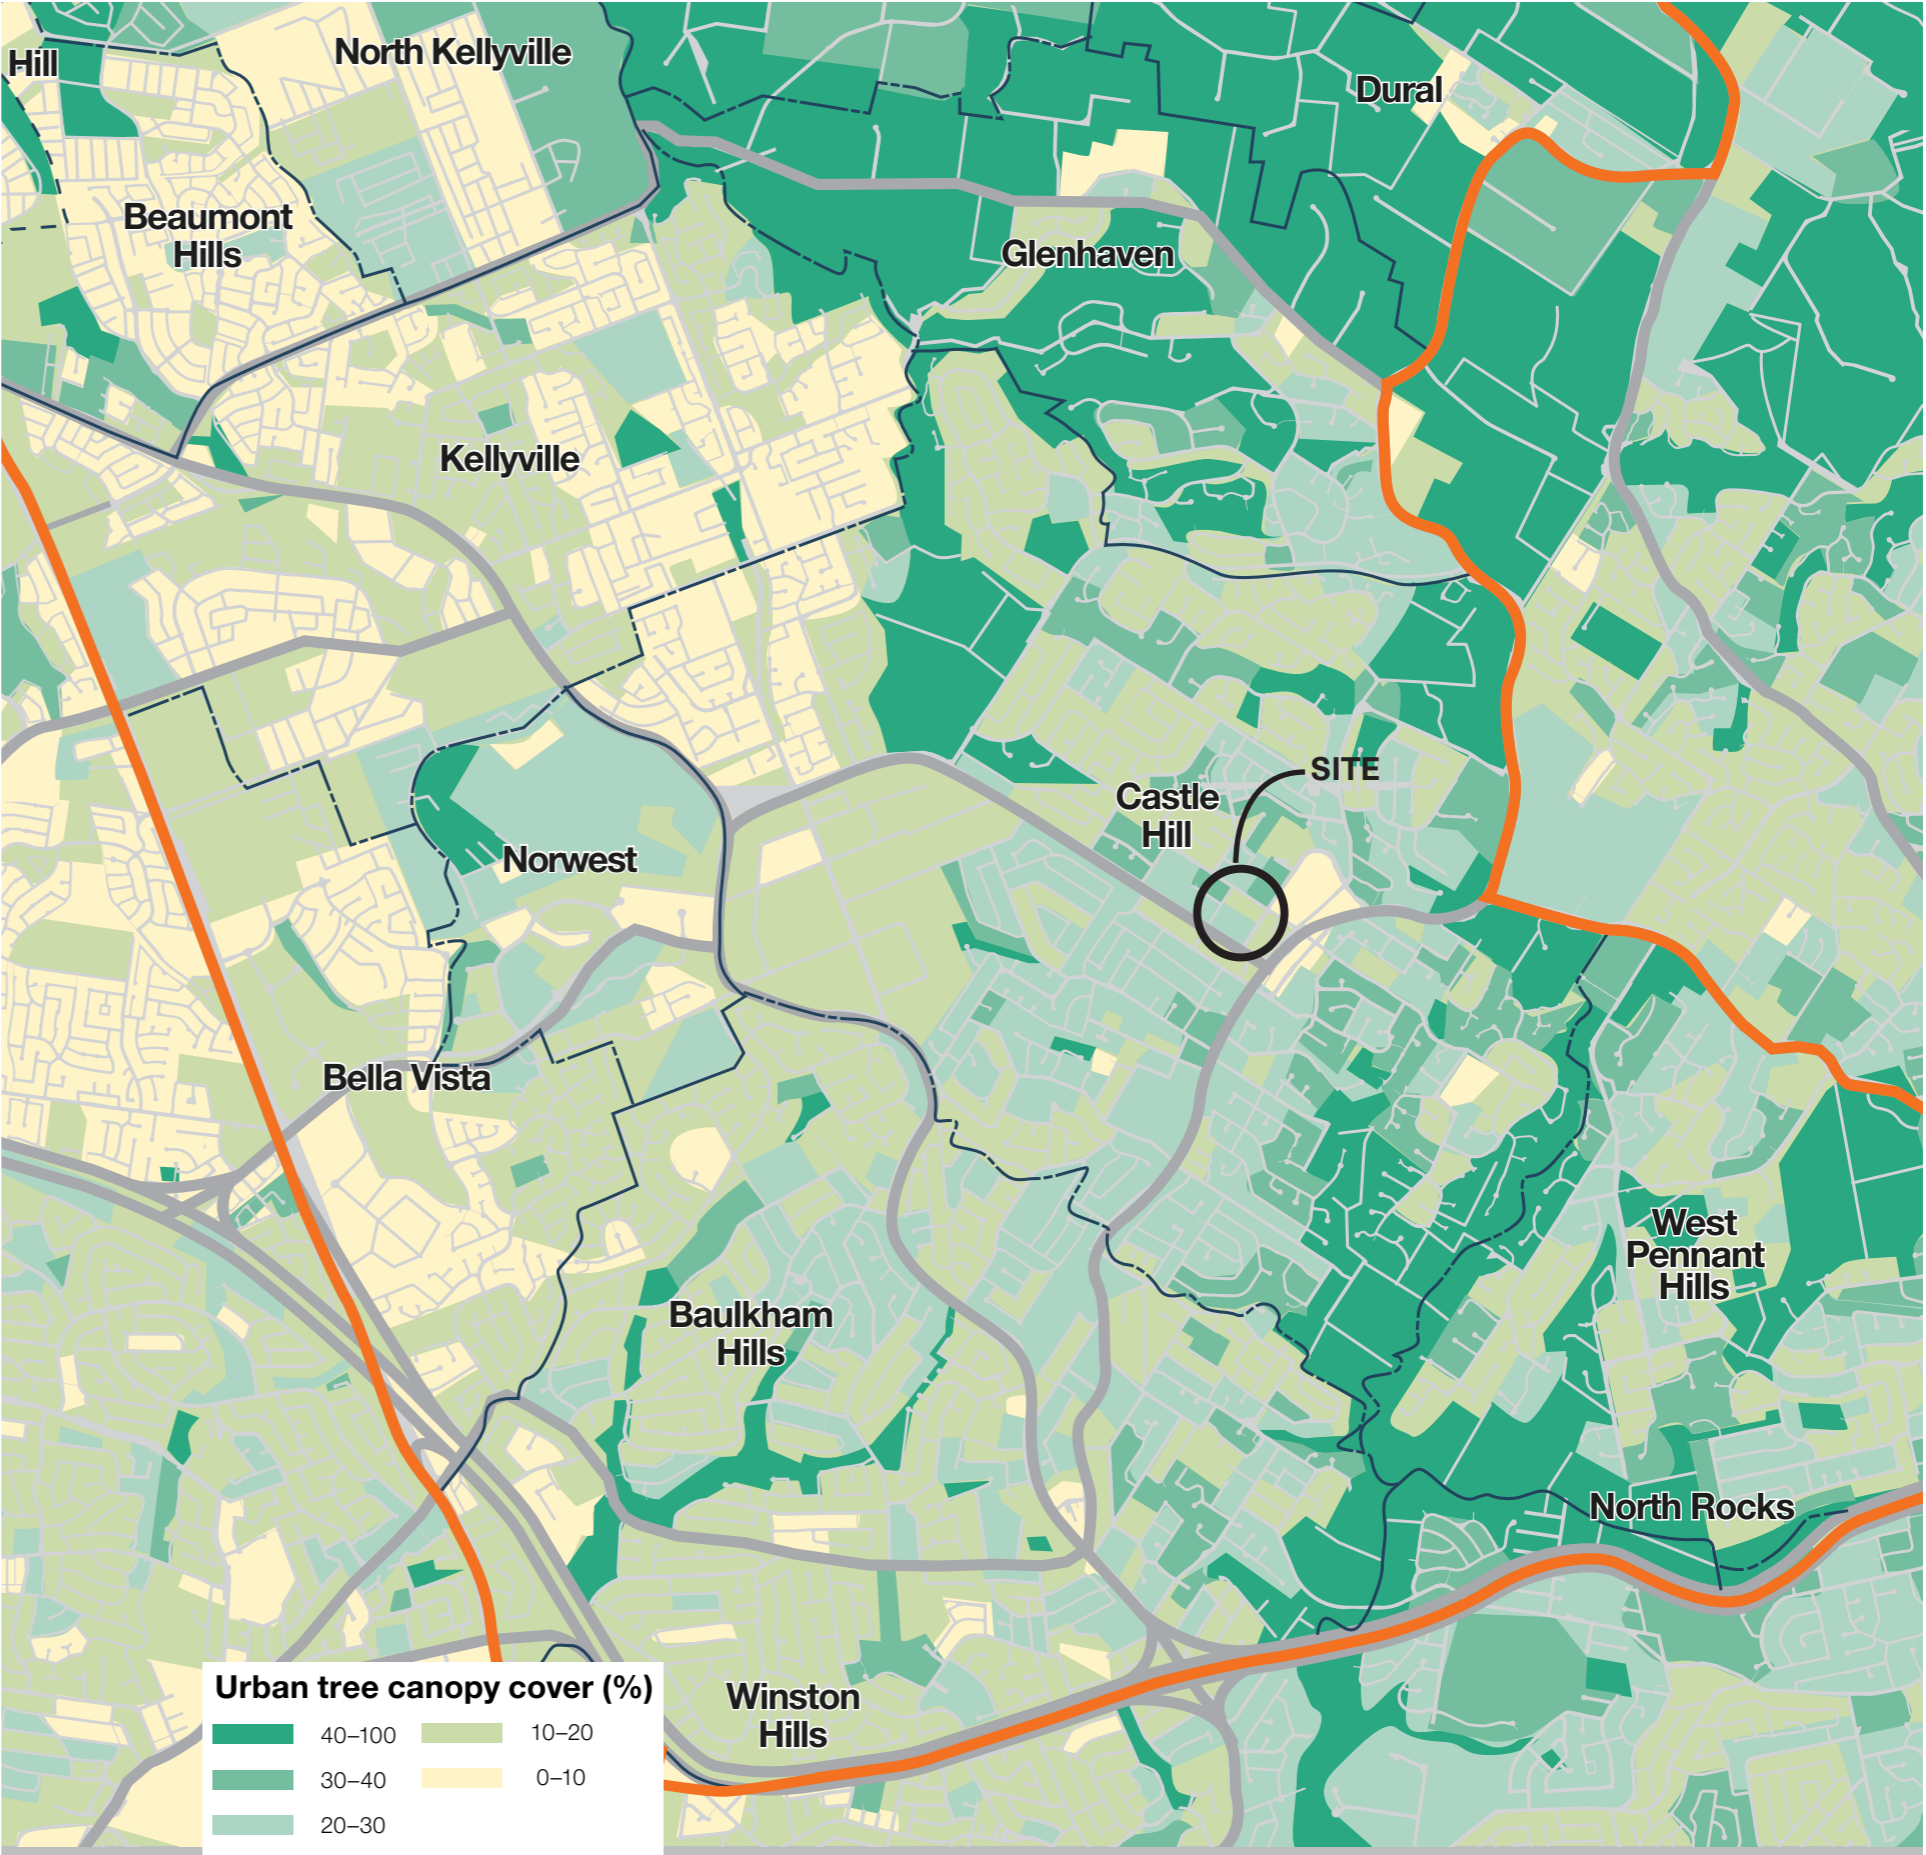 Hill
North Kellyville
Dural
Beaumont
Hills
Glenhaven
Kellyville
SITE
Castle
Hill
Norwest
Bella Vista
West
Pennant
Hills
Baulkham
Hills
North Rocks
Winston
Hills
Urban tree canopy cover (%)
40–100
10–20
30–40
0–10
20–30